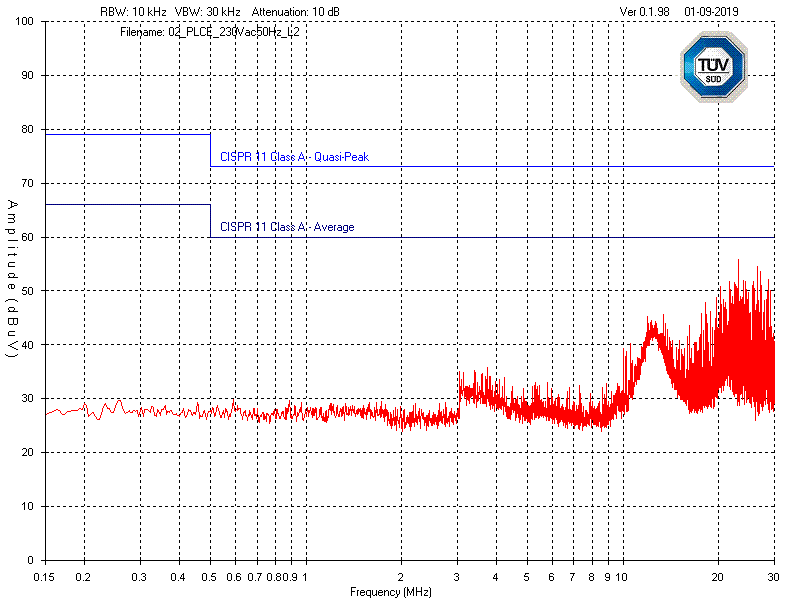 RBW: 10 kHz VBW: 30 kHz Attenuation: 10 dB Ver 0.1.98 01-09-2019
Filename: 02_PLCE_230Vac50Hz_L2
TÜV
SÜD
100
90
80
CISPR 11 Class A - Quasi-Peak
70
CISPR 11 Class A - Average
60
50
40
30
20
10
0
Amplitude (dBuV)
0.15 0.2 0.3 0.4 0.5 0.6 0.7 0.8 0.9 1 2 3 4 5 6 7 8 9 10 20 30
Frequency (MHz)